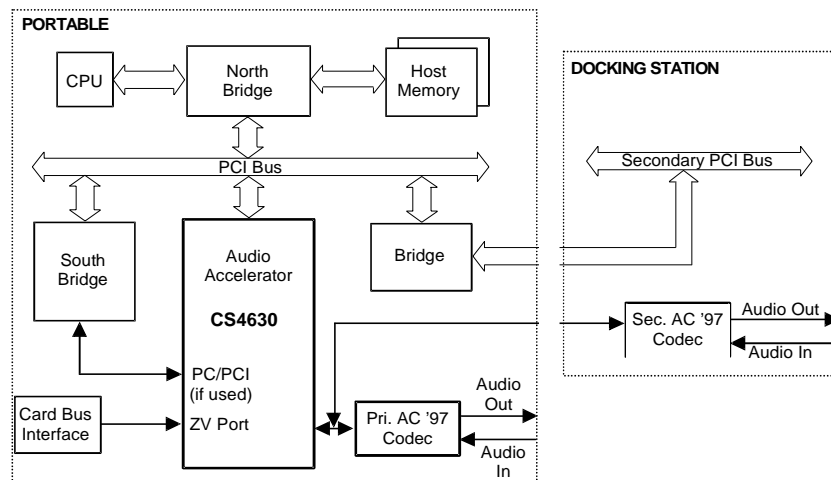 PORTABLE
CPU
North
Bridge
Host
Memory
PCI Bus
South
Bridge
Audio
Accelerator
CS4630
PC/PCI
(if used)
ZV Port
Bridge
Card Bus
Interface
Pri. AC '97
Codec
Audio
Out
Audio
In
DOCKING STATION
Secondary PCI Bus
Sec. AC '97
Codec
Audio Out
Audio In